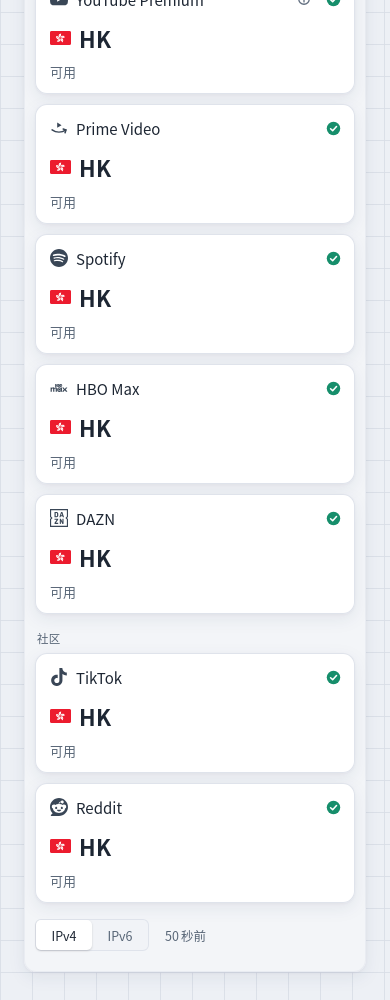 YouTube Premium
HK
可用
Prime Video
HK
可用
Spotify
HK
可用
HBO Max
HK
可用
DAZN
HK
可用
社区
TikTok
HK
可用
Reddit
HK
可用
IPv4 IPv6 50 秒前